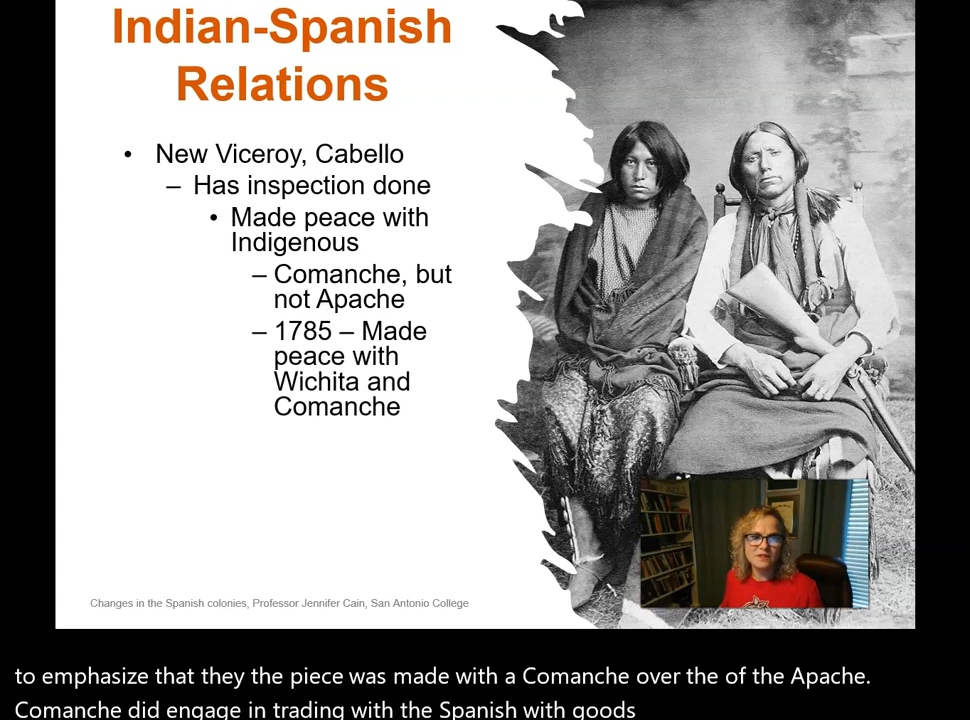 Indian-Spanish
Relations
• New Viceroy, Cabello
– Has inspection done
• Made peace with
Indigenous
– Comanche, but
not Apache
– 1785 – Made
peace with
Wichita and
Comanche
Changes in the Spanish colonies, Professor Jennifer Cain, San Antonio College
to emphasize that they the piece was made with a Comanche over the of the Apache.
Comanche did engage in trading with the Spanish with goods